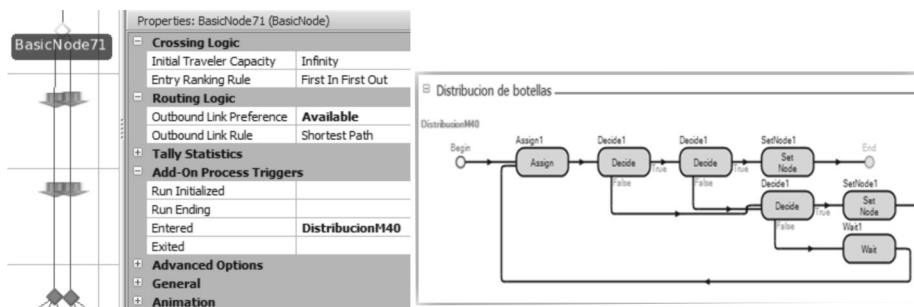 BasicNode71
Properties: BasicNode71 (BasicNode)
Crossing Logic
Initial Traveler Capacity Infinity
Entry Ranking Rule First In First Out
Routing Logic
Outbound Link Preference Available
Outbound Link Rule Shortest Path
Tally Statistics
Add-On Process Triggers
Run Initialized
Run Ending
Entered DistribucionM40
Exited
Advanced Options
General
Animation
Distribucion de botellas
DistribucionM40
Begin
Assign1
Assign
Decide1
Decide
True
False
Decide1
Decide
True
False
SetNode1
Set
Node
End
Decide1
Decide
True
False
SetNode1
Set
Node
Wait1
Wait